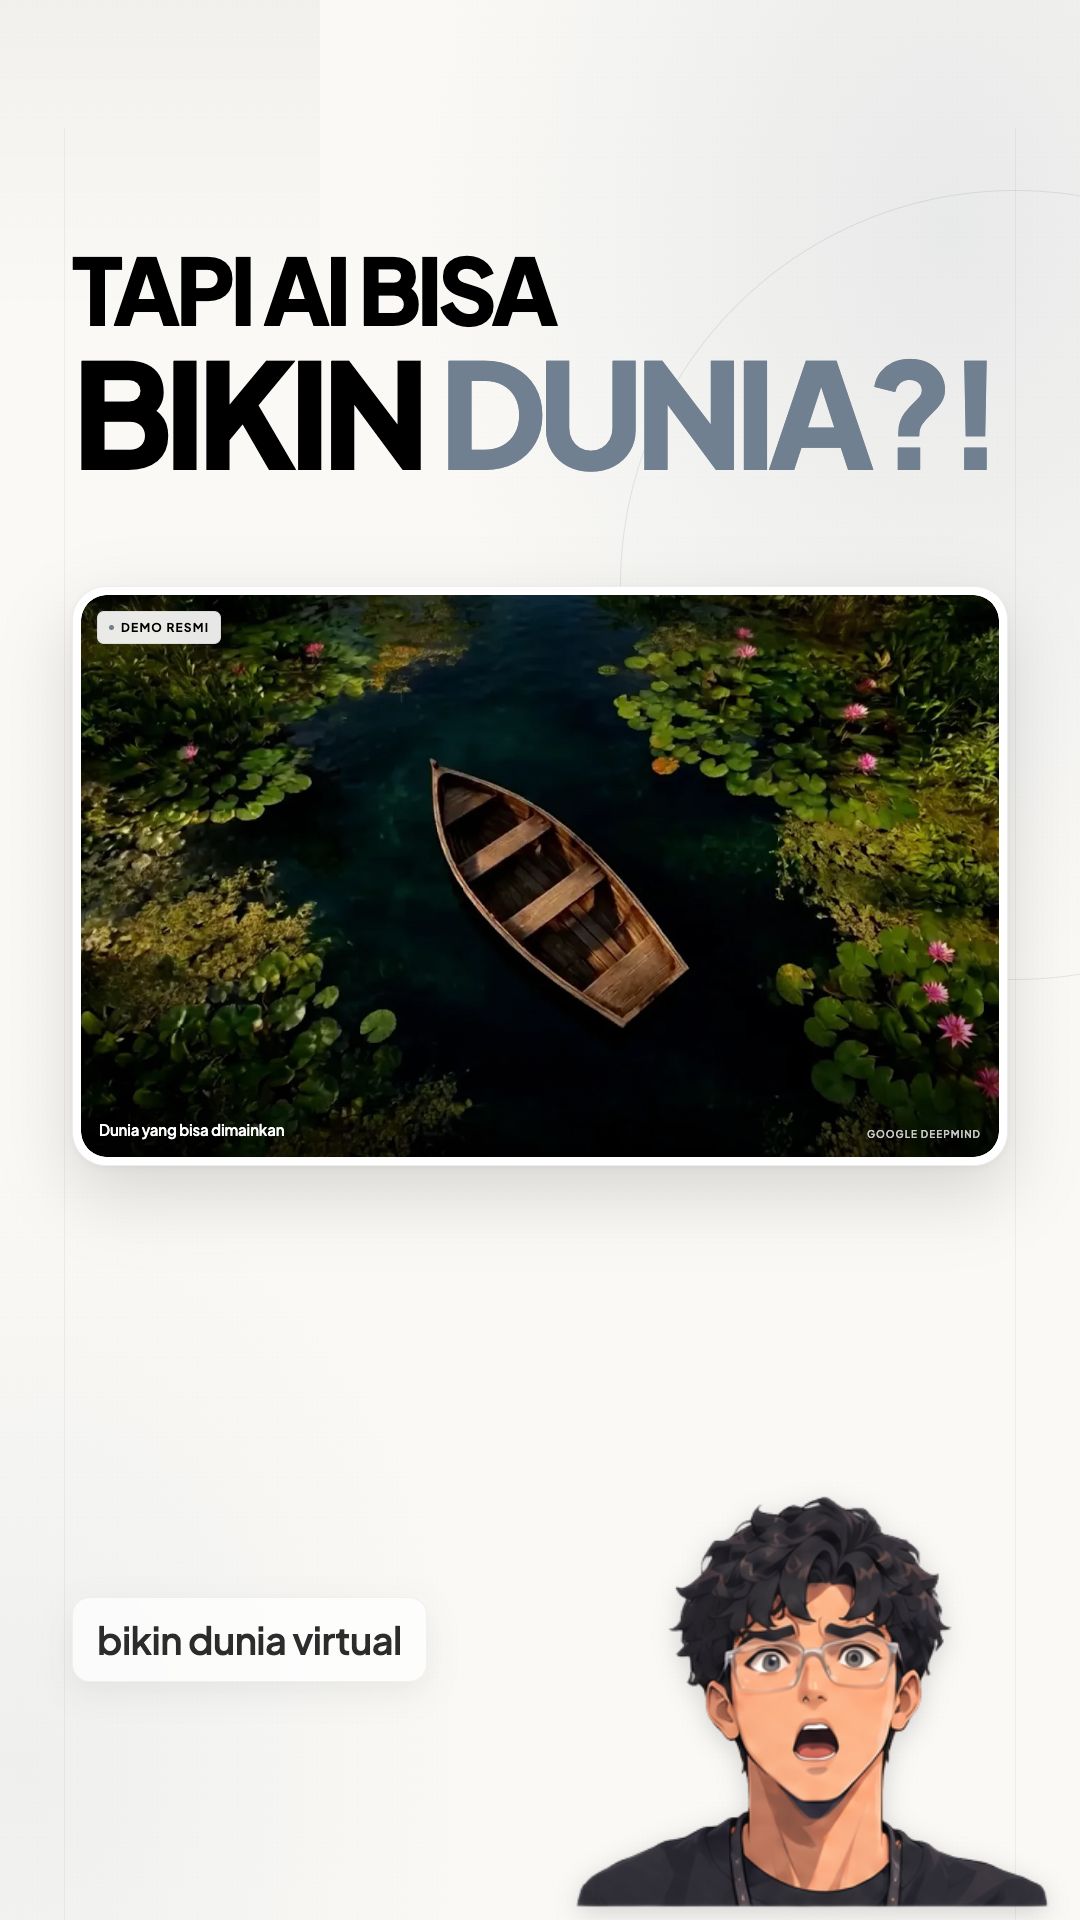 TAPI AI BISA
BIKIN DUNIA?!
DEMO RESMI
Dunia yang bisa dimainkan
GOOGLE DEEPMIND
bikin dunia virtual